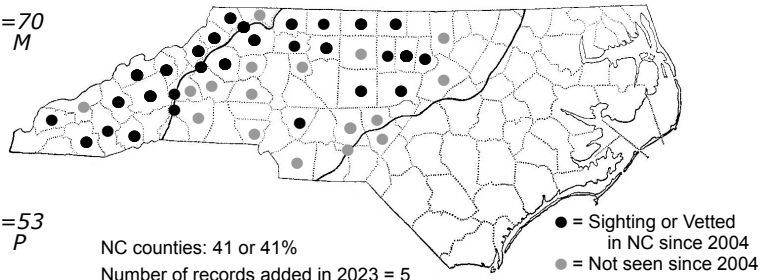 =70
M
=53
P
NC counties: 41 or 41%
Number of records added in 2023 = 5
= Sighting or Vetted
in NC since 2004
= Not seen since 2004